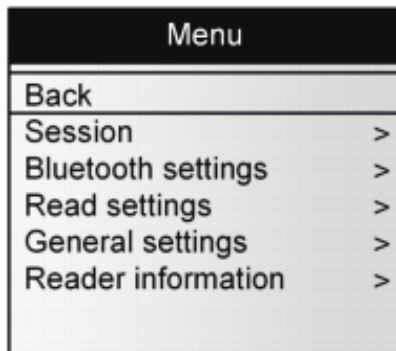 Menu
Back
Session >
Bluetooth settings >
Read settings >
General settings >
Reader information >